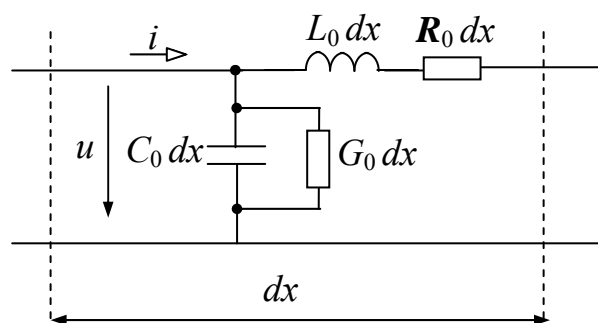 i
L₀ dx
R₀ dx
u
C₀ dx
G₀ dx
dx